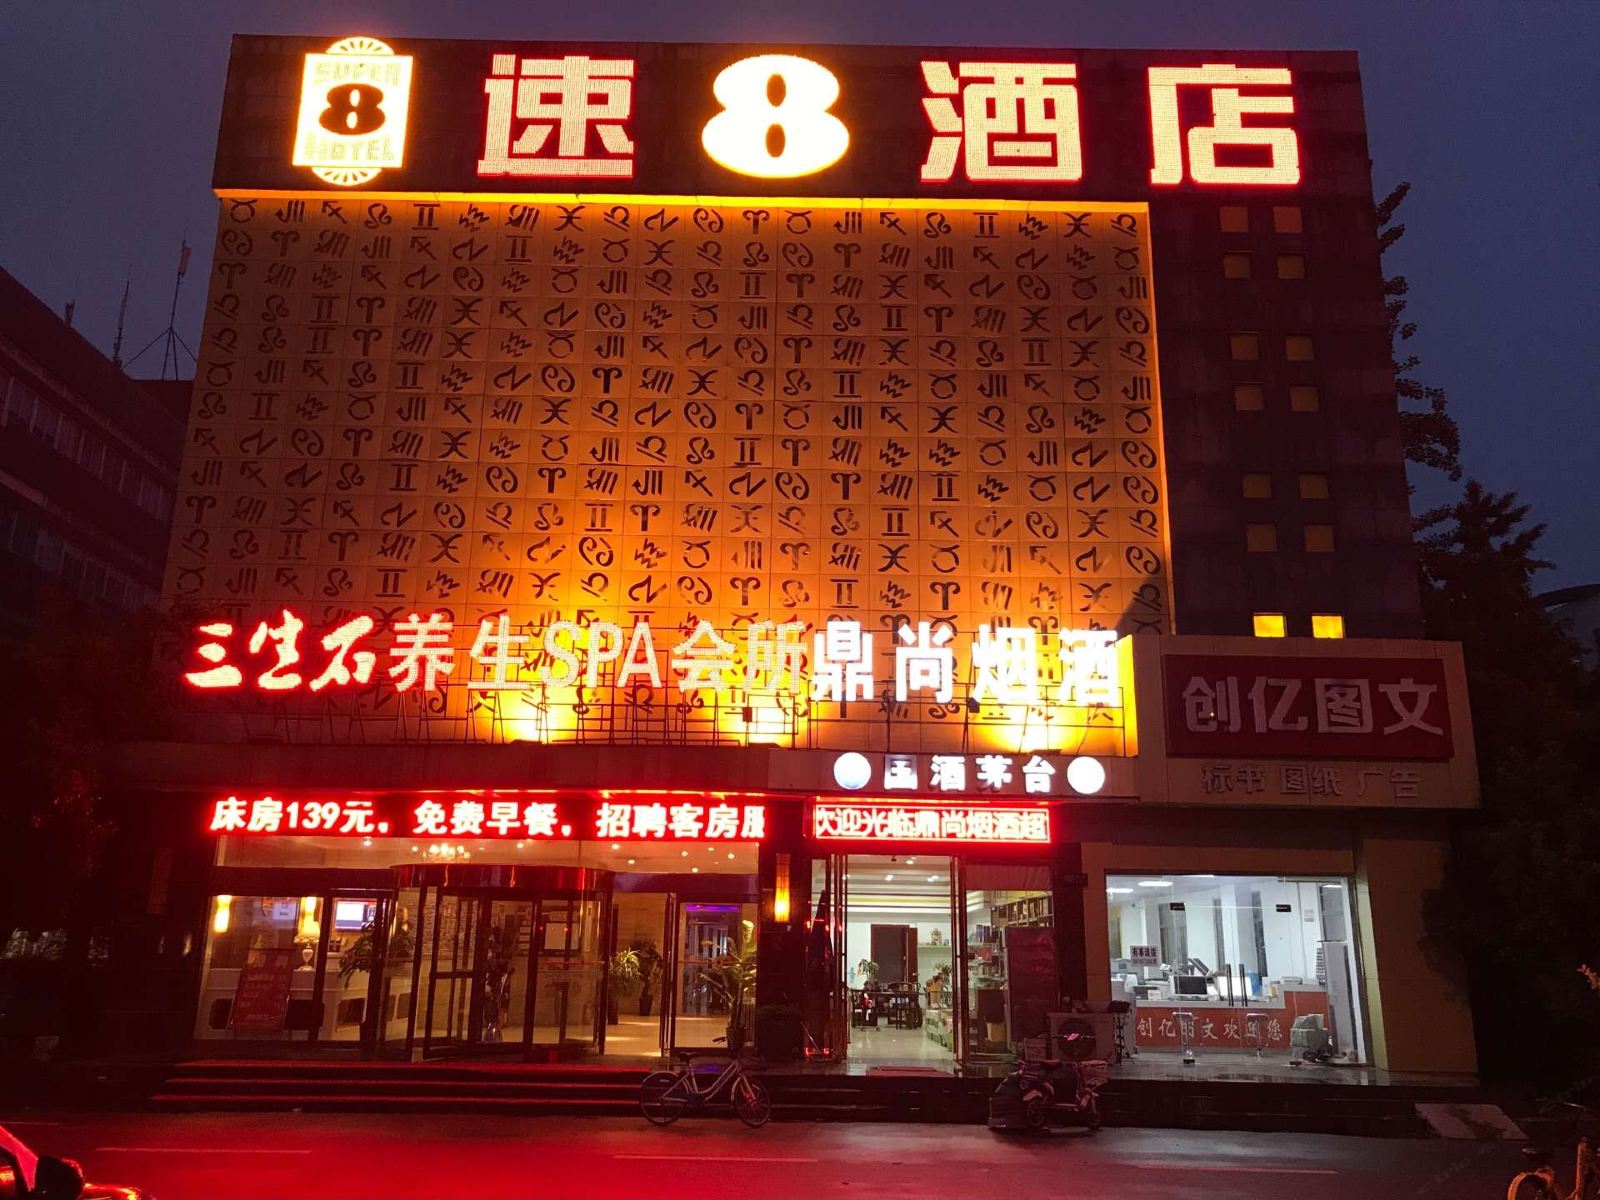 SUPER
8
HOTEL
速8酒店
三生石养生SPA会所
鼎尚烟酒
创亿图文
标书 图纸 广告
国酒茅台
床房139元，免费早餐，招聘客房服
欢迎光临鼎尚烟酒超
创亿图文欢迎您